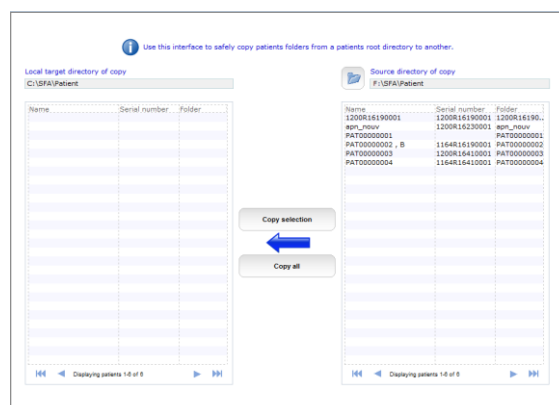 Use this interface to safely copy patients folders from a patients root directory to another.
Local target directory of copy
C:\SFA\Patient
Source directory of copy
F:\SFA\Patient
Name Serial number Folder
Name Serial number Folder
1200R16190001 1200R16190001 1200R16190..
apn_nouv 1200R16230001 apn_nouv
PAT00000001 PAT00000001
PAT00000002 , B 1164R16190001 PAT00000002
PAT00000003 1200R16410001 PAT00000003
PAT00000004 1164R16410001 PAT00000004
Copy selection
Copy all
Displaying patients 1-6 of 6
Displaying patients 1-6 of 6